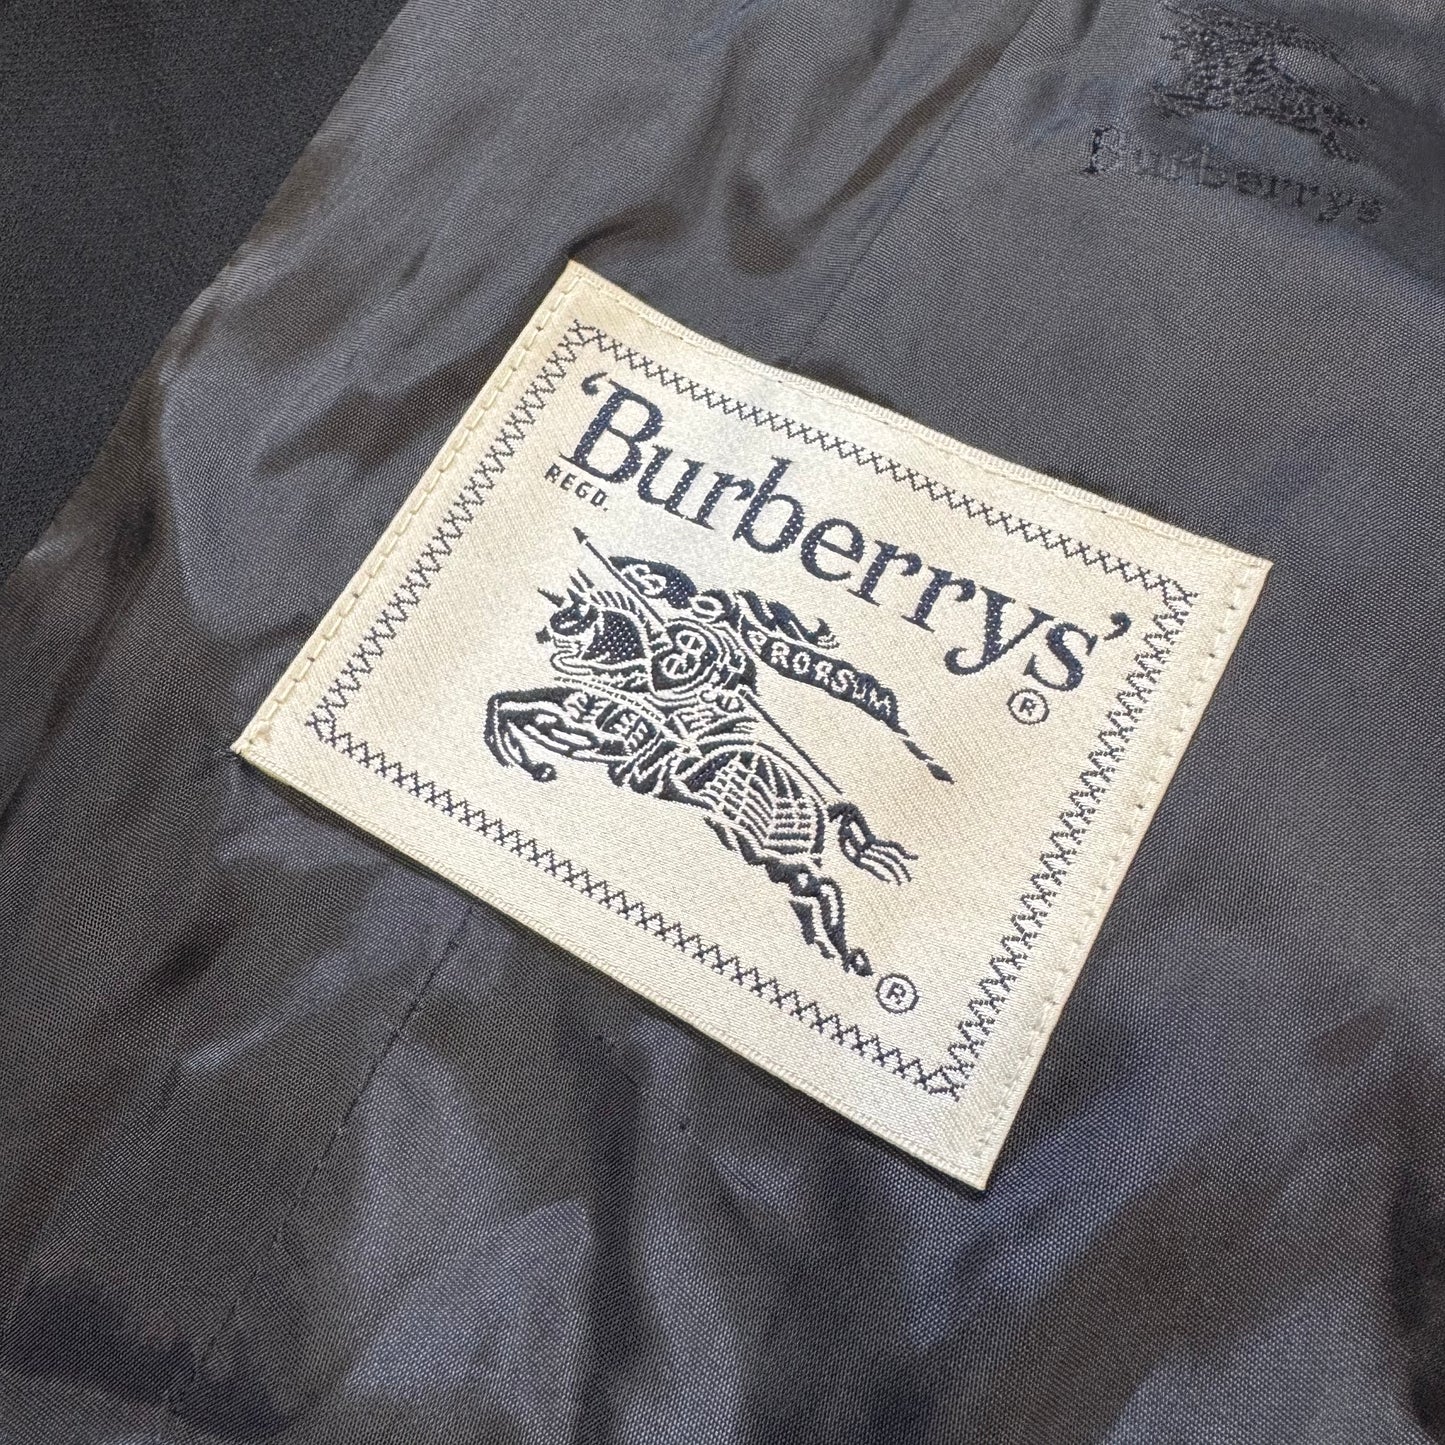 Burberrys
'Burberrys'
REGD.
PRORSUM
B
®
®